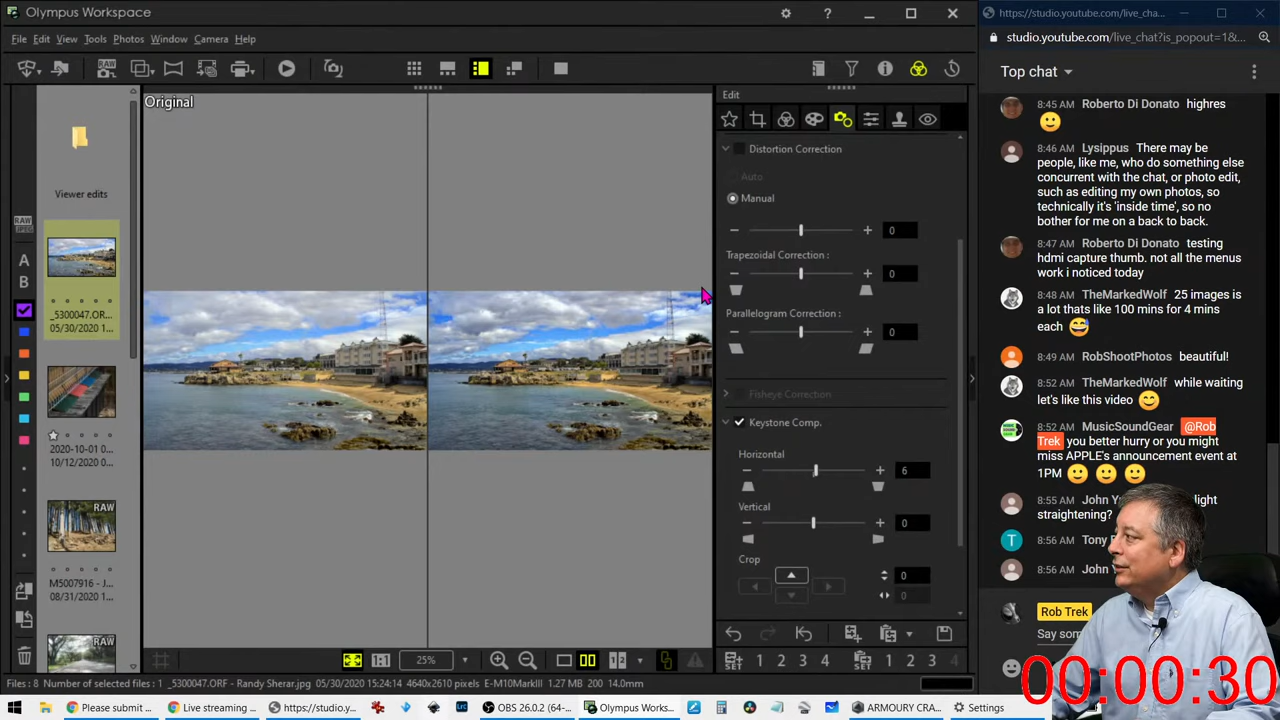 Olympus Workspace
File Edit View Tools Photos Window Camera Help
RAW
Original
Viewer edits
RAW
JPEG
A
B
_5300047.OR...
05/30/2020 1...
2020-10-01 0...
10/12/2020 0...
RAW
M5007916 - J...
08/31/2020 1...
RAW
Edit
Distortion Correction
Auto
Manual
0
Trapezoidal Correction :
0
Parallelogram Correction :
0
Fisheye Correction
Keystone Comp.
Horizontal
6
Vertical
0
Crop
0
0
1:1
25%
1 2
SET 1 2 3 4
SET 1 2 3 4
Files : 8 Number of selected files : 1 _5300047.ORF - Randy Sherar.jpg 05/30/2020 15:24:14 4640x2610 pixels E-M10MarkIII 1.27 MB 200 14.0mm
https://studio.youtube.com/live_cha...
studio.youtube.com/live_chat?is_popout=1&...
Top chat
8:45 AM Roberto Di Donato highres
8:46 AM Lysippus There may be
people, like me, who do something else
concurrent with the chat, or photo edit,
such as editing my own photos, so
technically it's 'inside time', so no
bother for me on a back to back.
8:47 AM Roberto Di Donato testing
hdmi capture thumb. not all the menus
work i noticed today
8:48 AM TheMarkedWolf 25 images is
a lot thats like 100 mins for 4 mins
each
8:49 AM RobShootPhotos beautiful!
8:52 AM TheMarkedWolf while waiting
let's like this video
8:52 AM MusicSoundGear @Rob
Trek you better hurry or you might
miss APPLE's announcement event at
1PM
8:55 AM John Y light
straightening?
T 8:56 AM Tony
8:56 AM John Y
Rob Trek
Say som
00:00:30
Please submit ...
Live streaming ...
https://studio.y...
Lrc
OBS 26.0.2 (64-...
Olympus Works...
ARMOURY CRA...
Settings